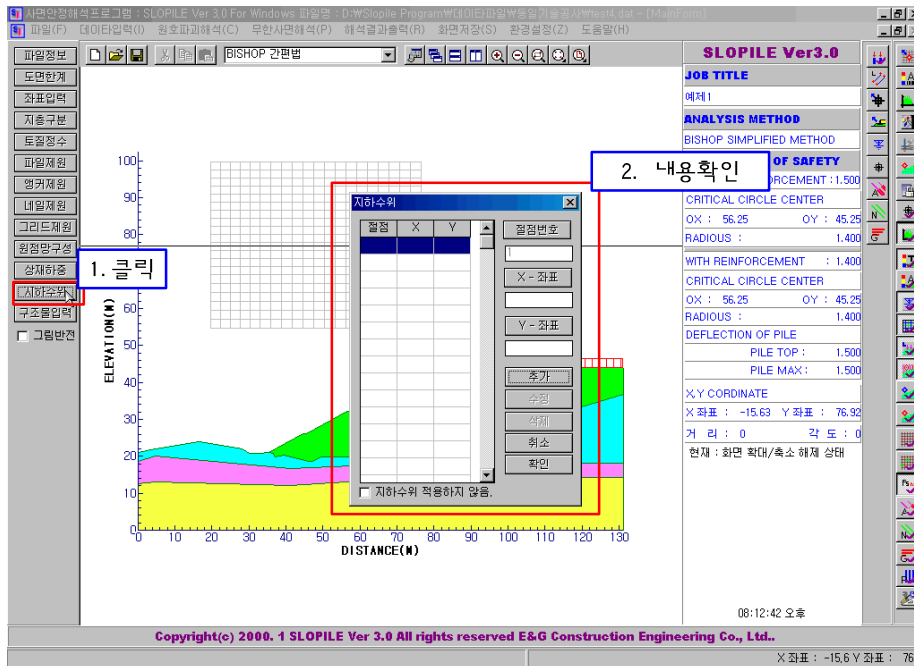 사면안정해석프로그램 : SLOPILE Ver 3,0 For Windows 파일명 : D:₩Slopile Program₩데이타파일₩동일기술공사₩test4,dat - [MainForm]
파일(F) 데이타입력(I) 원호파괴해석(C) 무한사면해석(P) 해석결과출력(R) 화면저장(S) 환경설정(Z) 도움말(H)
파일정보
BISHOP 간편법
도면한계
좌표입력
지층구분
토질정수
파일제원
앵커제원
네일제원
그리드제원
원점망구성
상재하중
지하수위
구조물입력
그림반전
1. 클릭
2. 내용확인
ELEVATION(M)
100
90
80
60
50
40
30
20
10
0
0 10 20 30 40 50 60 70 80 90 100 110 120 130
DISTANCE(M)
지하수위
절점 X Y
절점번호
1
X - 좌표
Y - 좌표
추가
수정
삭제
취소
확인
지하수위 적용하지 않음.
SLOPILE Ver3.0
JOB TITLE
예제1
ANALYSIS METHOD
BISHOP SIMPLIFIED METHOD
OF SAFETY
RCEMENT : 1.500
CRITICAL CIRCLE CENTER
OX : 56.25 OY : 45.25
RADIOUS : 1.400
WITH REINFORCEMENT : 1.400
CRITICAL CIRCLE CENTER
OX : 56.25 OY : 45.25
RADIOUS : 1.400
DEFLECTION OF PILE
PILE TOP : 1.500
PILE MAX : 1.500
X,Y CORDINATE
X 좌표 : -15.63 Y 좌표 : 76.92
거 리 : 0 각 도 : 0
현재 : 화면 확대/축소 해제 상태
08:12:42 오후
Copyright(c) 2000. 1 SLOPILE Ver 3.0 All rights reserved E&G Construction Engineering Co., Ltd..
X 좌표 : -15,6 Y 좌표 : 76